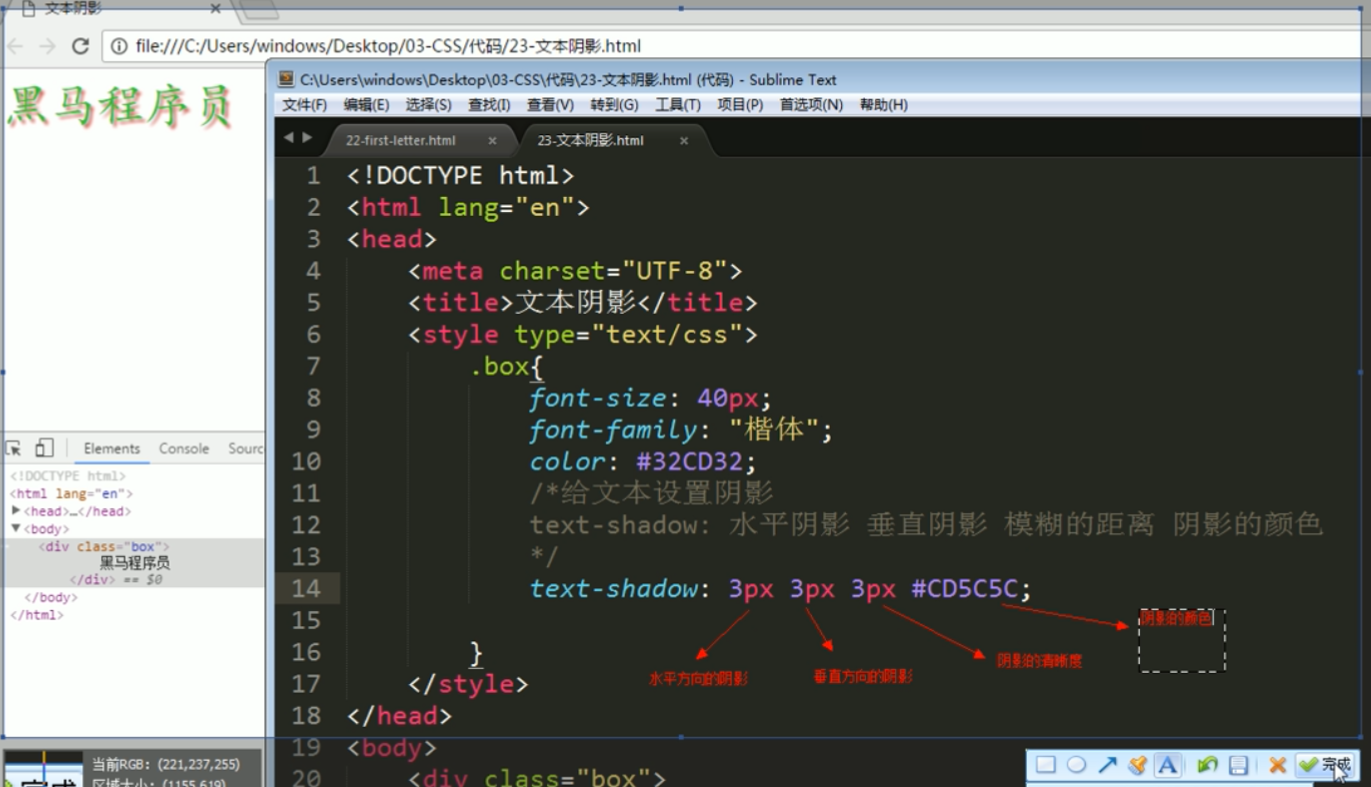 文本阴影
file:///C:/Users/windows/Desktop/03-CSS/代码/23-文本阴影.html
黑马程序员
C:\Users\windows\Desktop\03-CSS\代码\23-文本阴影.html (代码) - Sublime Text
文件(F) 编辑(E) 选择(S) 查找(I) 查看(V) 转到(G) 工具(T) 项目(P) 首选项(N) 帮助(H)
22-first-letter.html 23-文本阴影.html
1 <!DOCTYPE html>
2 <html lang="en">
3 <head>
4 <meta charset="UTF-8">
5 <title>文本阴影</title>
6 <style type="text/css">
7 .box{
8 font-size: 40px;
9 font-family: "楷体";
10 color: #32CD32;
11 /*给文本设置阴影
12 text-shadow: 水平阴影 垂直阴影 模糊的距离 阴影的颜色
13 */
14 text-shadow: 3px 3px 3px #CD5C5C;
15
16 }
17 </style>
18 </head>
19 <body>
20 <div class="box">
水平方向的阴影 垂直方向的阴影 阴影的清晰度 阴影的颜色
Elements Console Sourc
<!DOCTYPE html>
<html lang="en">
<head>…</head>
<body>
<div class="box">
黑马程序员
</div> == $0
</body>
</html>
当前RGB：(221,237,255)
区域大小：(1155,619)
完成
A 完成